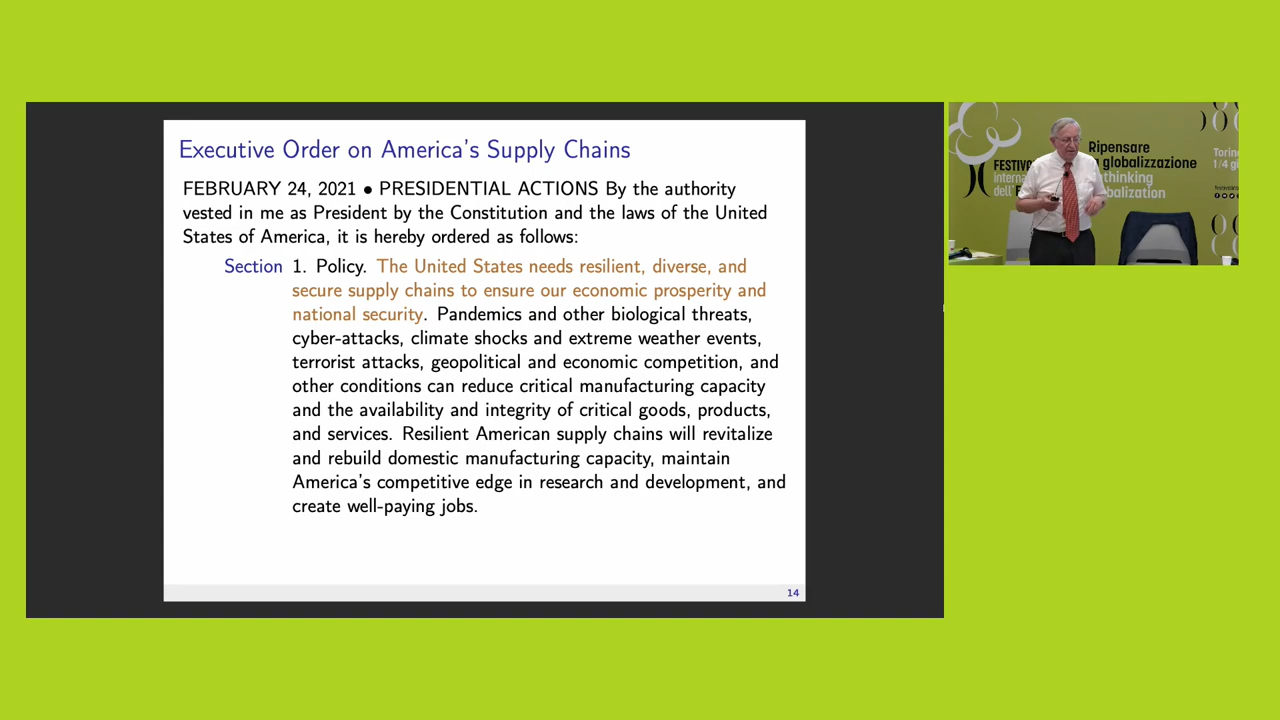 Executive Order on America's Supply Chains
FEBRUARY 24, 2021 • PRESIDENTIAL ACTIONS By the authority
vested in me as President by the Constitution and the laws of the United
States of America, it is hereby ordered as follows:
Section 1. Policy. The United States needs resilient, diverse, and
secure supply chains to ensure our economic prosperity and
national security. Pandemics and other biological threats,
cyber-attacks, climate shocks and extreme weather events,
terrorist attacks, geopolitical and economic competition, and
other conditions can reduce critical manufacturing capacity
and the availability and integrity of critical goods, products,
and services. Resilient American supply chains will revitalize
and rebuild domestic manufacturing capacity, maintain
America's competitive edge in research and development, and
create well-paying jobs.
14
FESTIVA
interna
dell'E
Ripensare
a globalizzazione
thinking
balization
Torino
1/4 gi